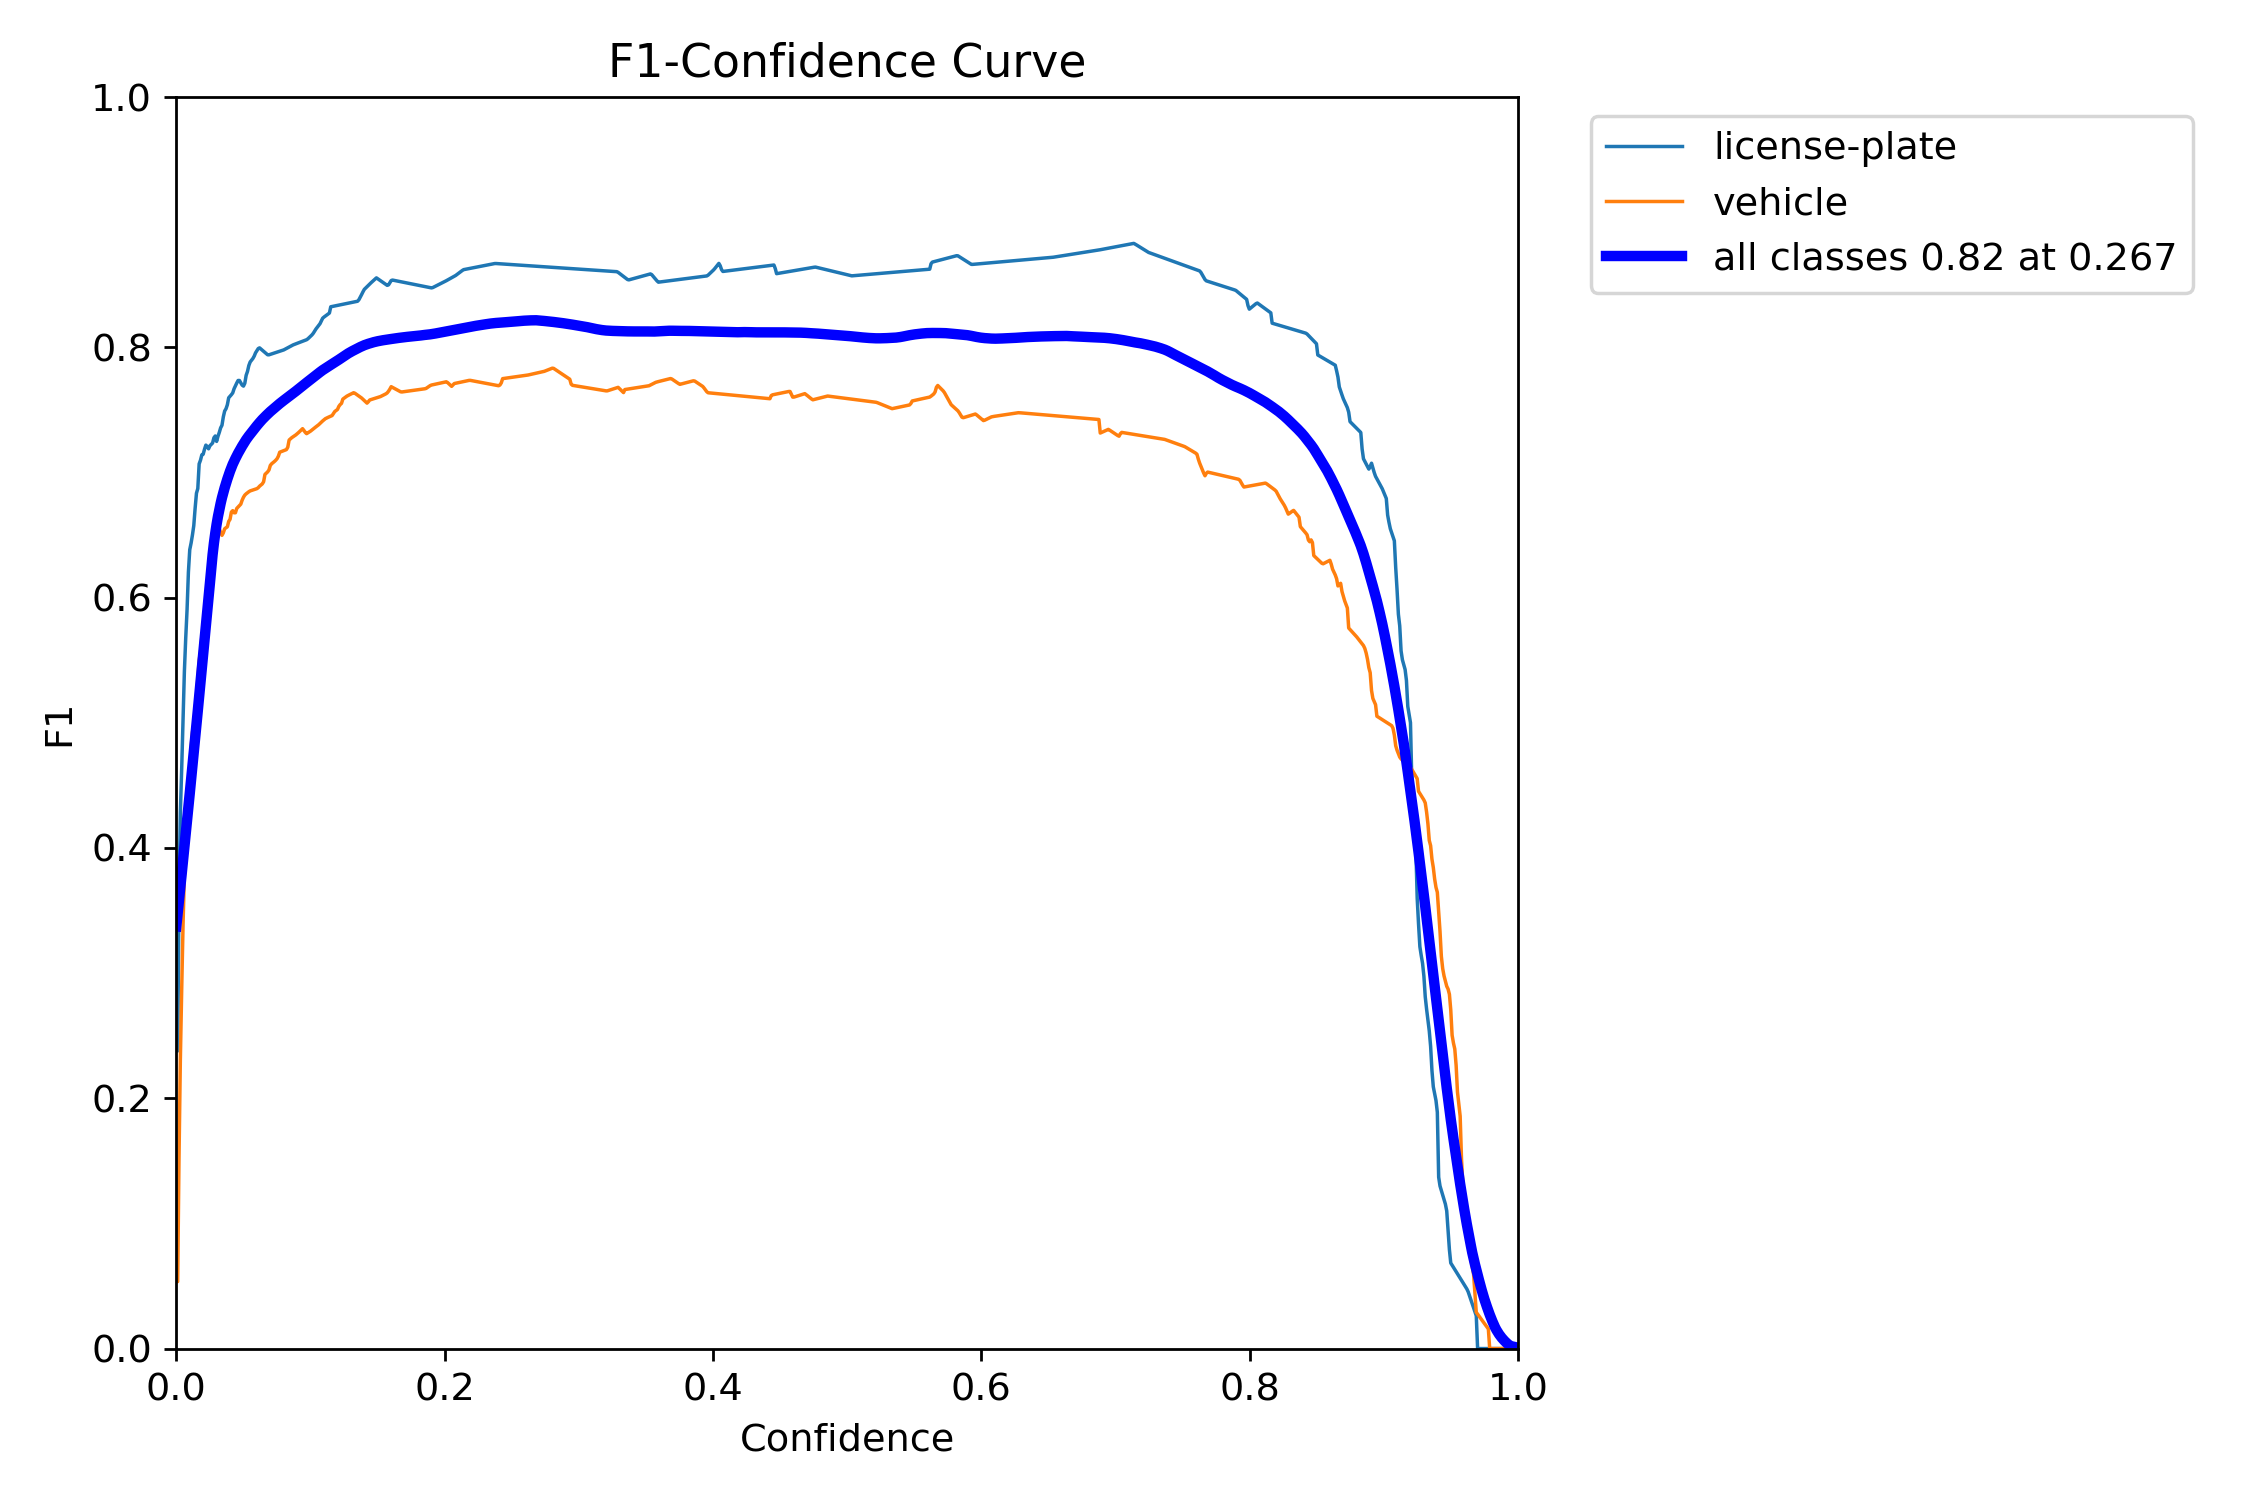 F1-Confidence Curve
1.0
0.8
0.6
0.4
0.2
0.0
F1
0.0 0.2 0.4 0.6 0.8 1.0
Confidence
license-plate
vehicle
all classes 0.82 at 0.267